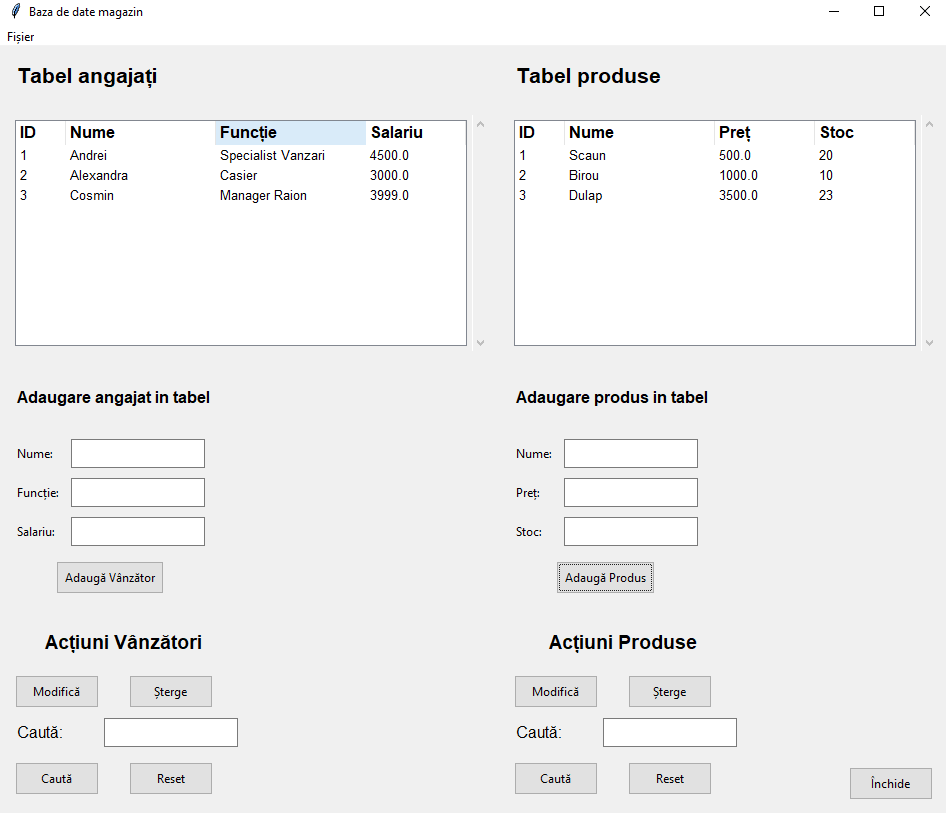 Baza de date magazin
Fișier
Tabel angajați
ID Nume Funcție Salariu
1 Andrei Specialist Vanzari 4500.0
2 Alexandra Casier 3000.0
3 Cosmin Manager Raion 3999.0
Adaugare angajat in tabel
Nume:
Funcție:
Salariu:
Adaugă Vânzător
Acțiuni Vânzători
Modifică Șterge
Caută:
Caută Reset
Tabel produse
ID Nume Preț Stoc
1 Scaun 500.0 20
2 Birou 1000.0 10
3 Dulap 3500.0 23
Adaugare produs in tabel
Nume:
Preț:
Stoc:
Adaugă Produs
Acțiuni Produse
Modifică Șterge
Caută:
Caută Reset
Închide